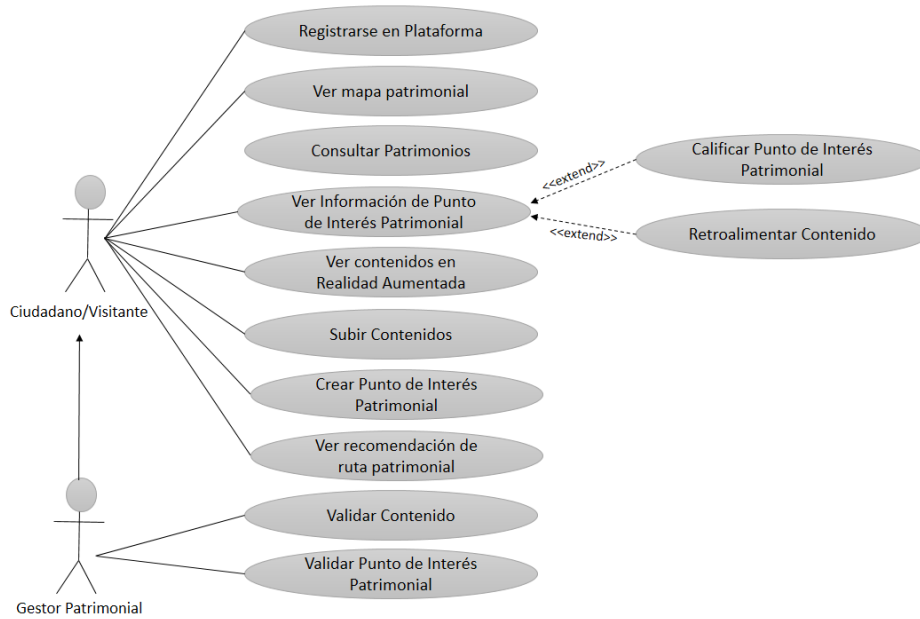 Registrarse en Plataforma
Ver mapa patrimonial
Consultar Patrimonios
Calificar Punto de Interés
Patrimonial
<<extend>>
Ver Información de Punto
de Interés Patrimonial
<<extend>>
Retroalimentar Contenido
Ver contenidos en
Realidad Aumentada
Ciudadano/Visitante
Subir Contenidos
Crear Punto de Interés
Patrimonial
Ver recomendación de
ruta patrimonial
Validar Contenido
Validar Punto de Interés
Patrimonial
Gestor Patrimonial